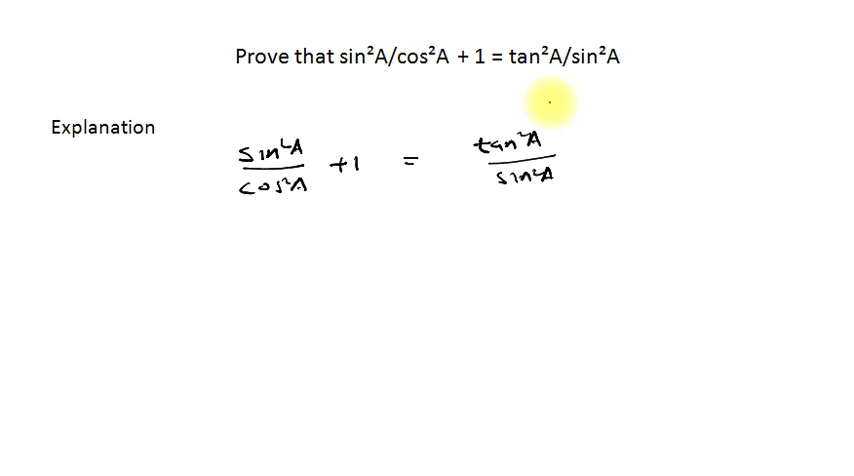 Prove that sin²A/cos²A + 1 = tan²A/sin²A
Explanation
sin²A/cos²A +1 = tan²A/sin²A